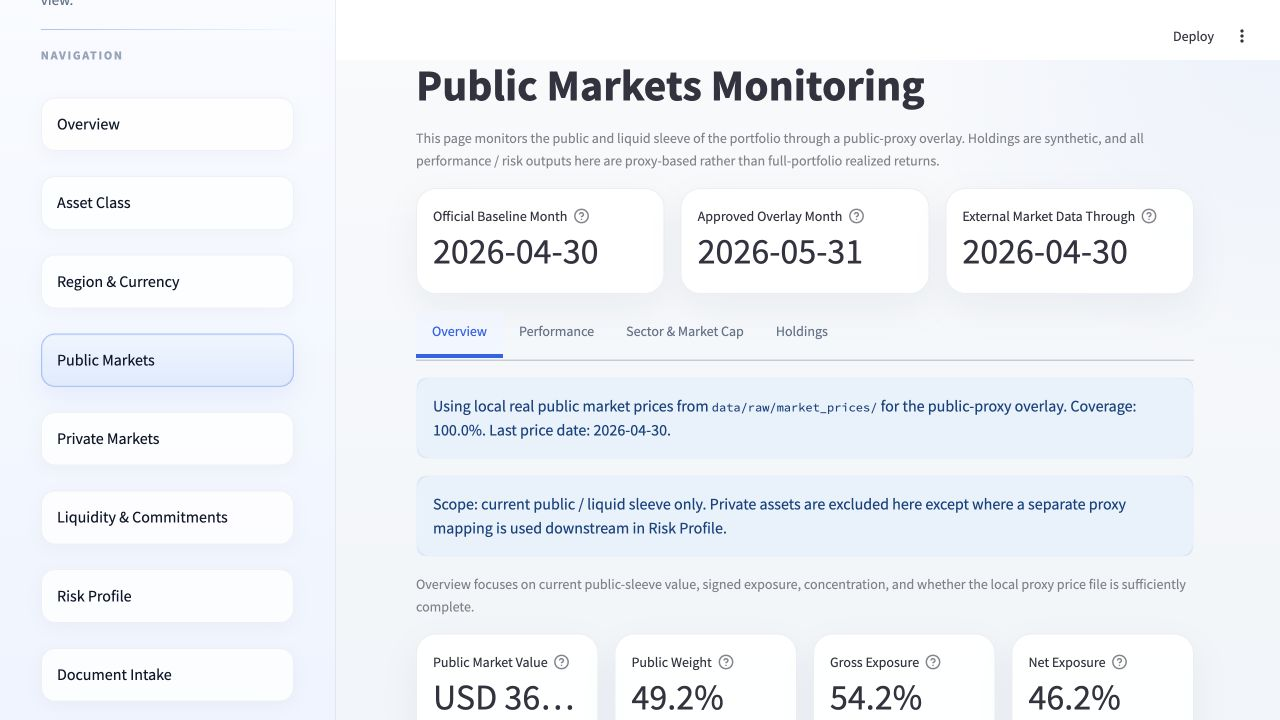 view.
NAVIGATION
Overview
Asset Class
Region & Currency
Public Markets
Private Markets
Liquidity & Commitments
Risk Profile
Document Intake
Deploy
Public Markets Monitoring
This page monitors the public and liquid sleeve of the portfolio through a public-proxy overlay. Holdings are synthetic, and all
performance / risk outputs here are proxy-based rather than full-portfolio realized returns.
Official Baseline Month
2026-04-30
Approved Overlay Month
2026-05-31
External Market Data Through
2026-04-30
Overview Performance Sector & Market Cap Holdings
Using local real public market prices from data/raw/market_prices/ for the public-proxy overlay. Coverage:
100.0%. Last price date: 2026-04-30.
Scope: current public / liquid sleeve only. Private assets are excluded here except where a separate proxy
mapping is used downstream in Risk Profile.
Overview focuses on current public-sleeve value, signed exposure, concentration, and whether the local proxy price file is sufficiently
complete.
Public Market Value
USD 36…
Public Weight
49.2%
Gross Exposure
54.2%
Net Exposure
46.2%